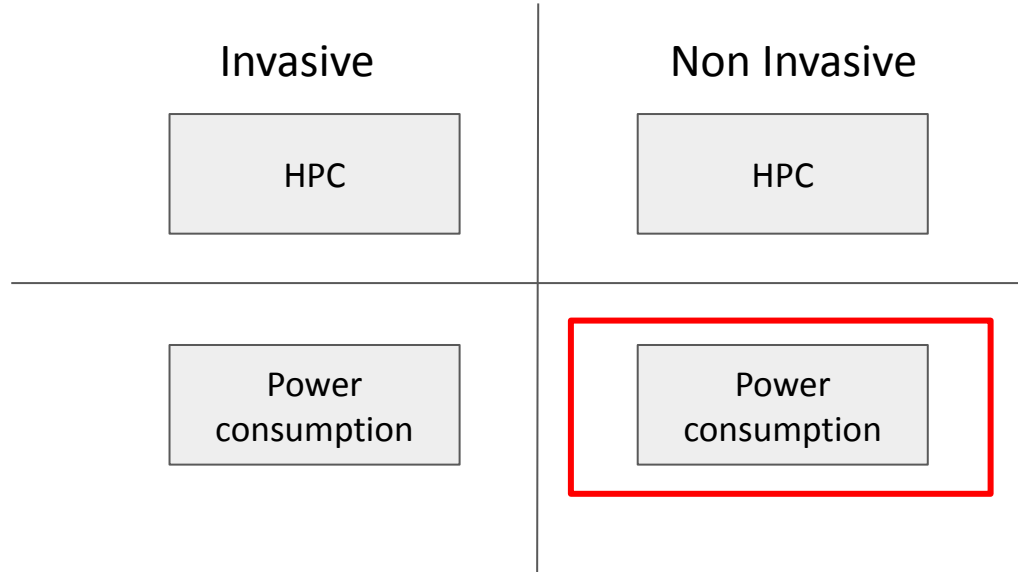 Invasive
Non Invasive
HPC
HPC
Power
consumption
Power
consumption